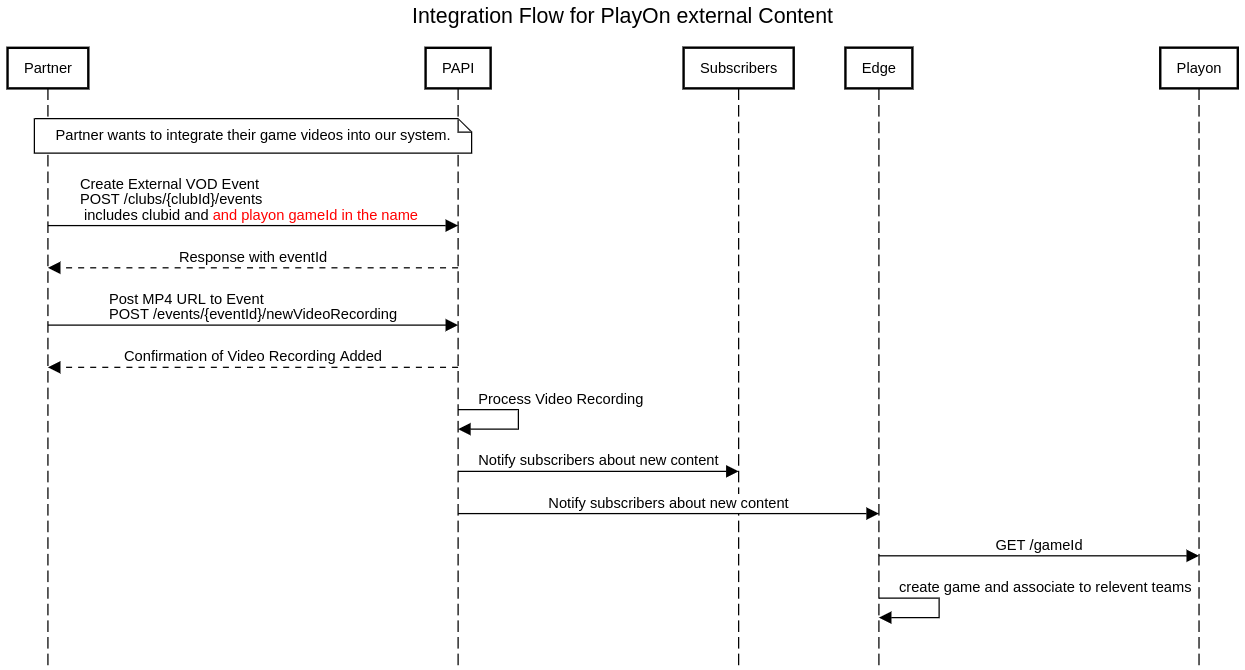 Integration Flow for PlayOn external Content
Partner
PAPI
Subscribers
Edge
Playon
Partner wants to integrate their game videos into our system.
Create External VOD Event
POST /clubs/{clubId}/events
includes clubid and and playon gameId in the name
Response with eventId
Post MP4 URL to Event
POST /events/{eventId}/newVideoRecording
Confirmation of Video Recording Added
Process Video Recording
Notify subscribers about new content
Notify subscribers about new content
GET /gameId
create game and associate to relevent teams